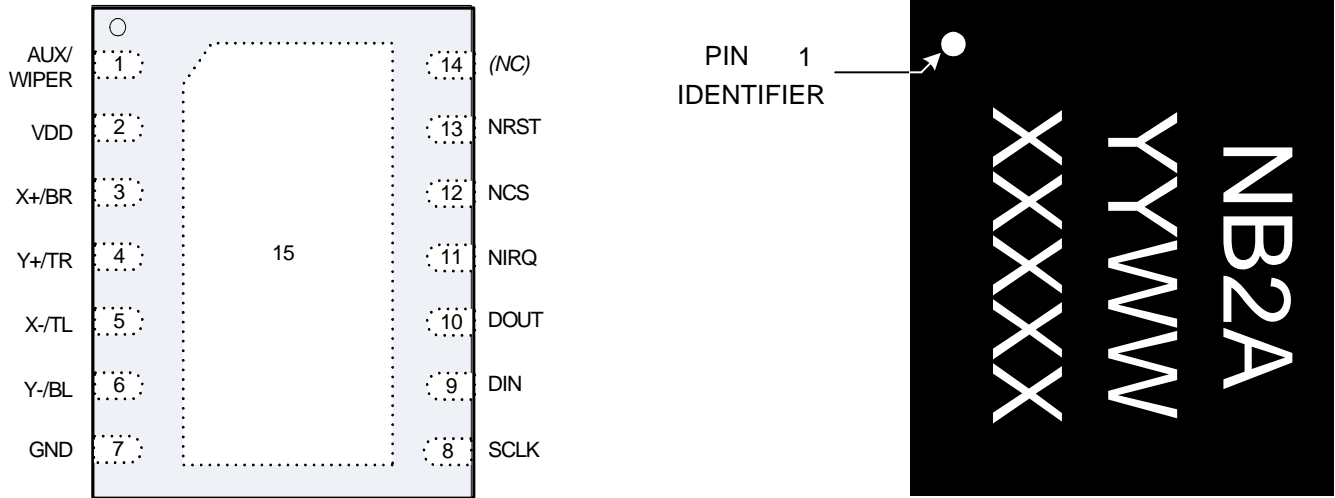 AUX/
WIPER
1
VDD
2
X+/BR
3
Y+/TR
4
X-/TL
5
Y-/BL
6
GND
7
15
14
(NC)
13
NRST
12
NCS
11
NIRQ
10
DOUT
9
DIN
8
SCLK
PIN 1
IDENTIFIER
NB2A
YYWW
XXXXX